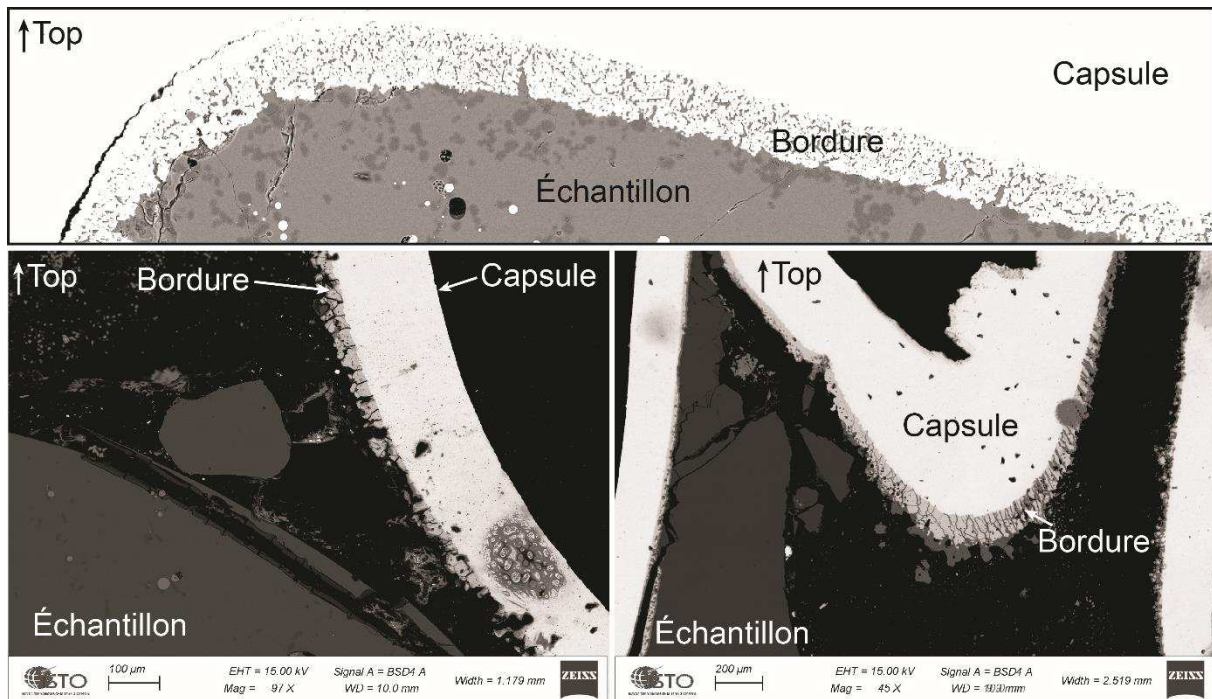 ↑Top
Capsule
Bordure
Échantillon
↑Top
Bordure
Capsule
Échantillon
100 µm
EHT = 15.00 kV
Signal A = BSD4 A
Mag = 97 X
WD = 10.0 mm
Width = 1.179 mm
ZEISS
↑Top
Capsule
Bordure
Échantillon
200 µm
EHT = 15.00 kV
Signal A = BSD4 A
Mag = 45 X
Width = 2.519 mm
ZEISS